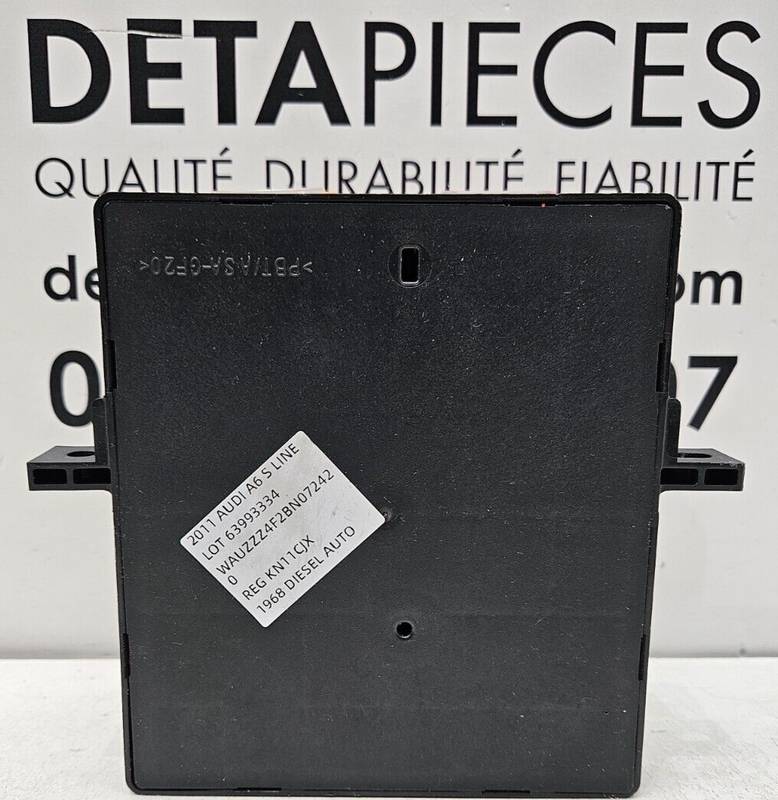 DETAPIECES
QUALITÉ DURABILITÉ FIABILITÉ
de om
0 07
>PBT/ASA-GF20<
2011 AUDI A6 S LINE
LOT 63993334
WAUZZZ4F2BN07242
0
REG KN11CJX
1968 DIESEL AUTO